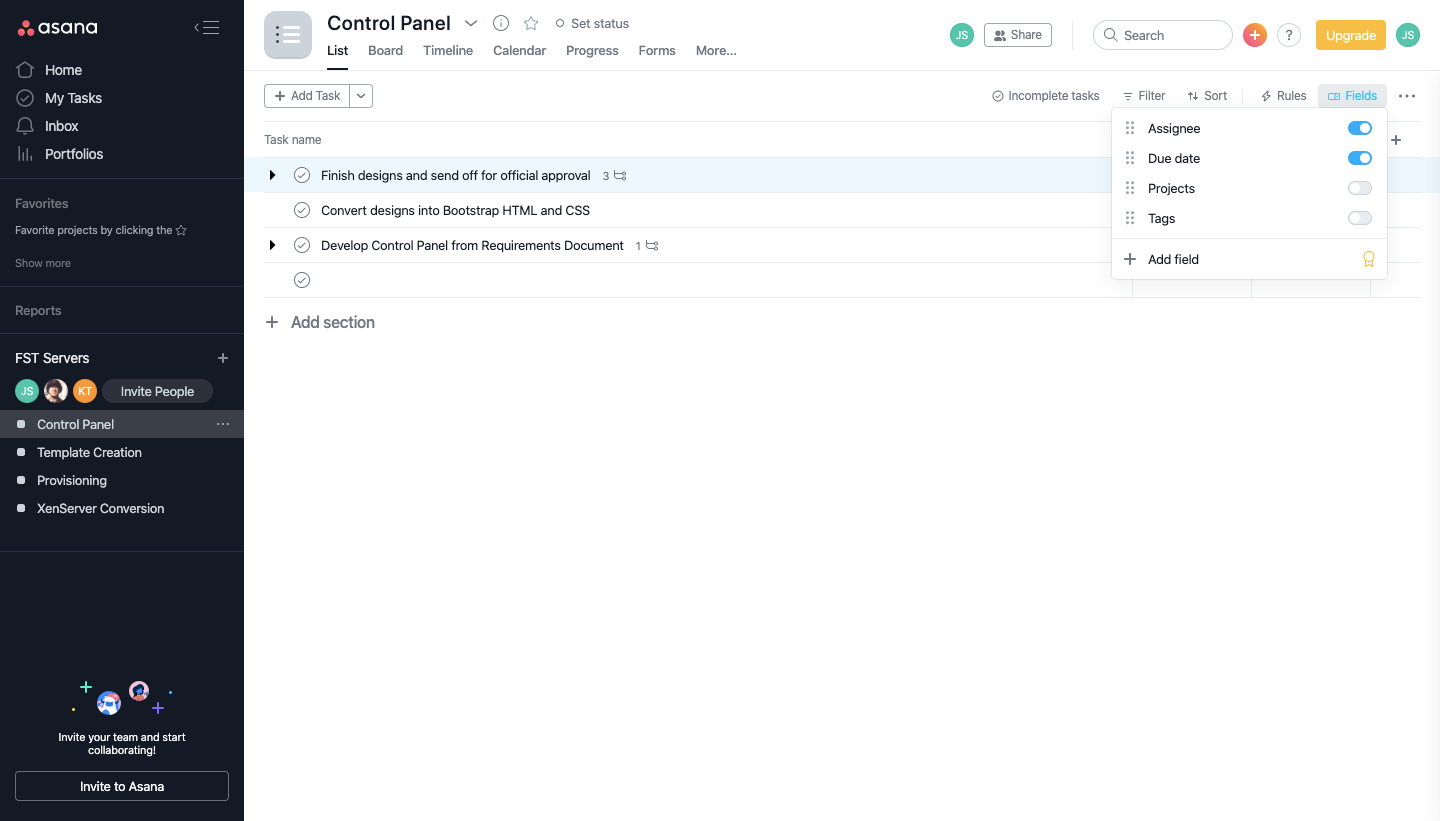 asana
Home
My Tasks
Inbox
Portfolios
Favorites
Favorite projects by clicking the
Show more
Reports
FST Servers
JS KT Invite People
Control Panel
Template Creation
Provisioning
XenServer Conversion
Invite your team and start
collaborating!
Invite to Asana
Control Panel Set status
List Board Timeline Calendar Progress Forms More...
JS Share Search ? Upgrade JS
Add Task Incomplete tasks Filter Sort Rules Fields
Task name
Finish designs and send off for official approval 3
Convert designs into Bootstrap HTML and CSS
Develop Control Panel from Requirements Document 1
Add section
Assignee
Due date
Projects
Tags
Add field